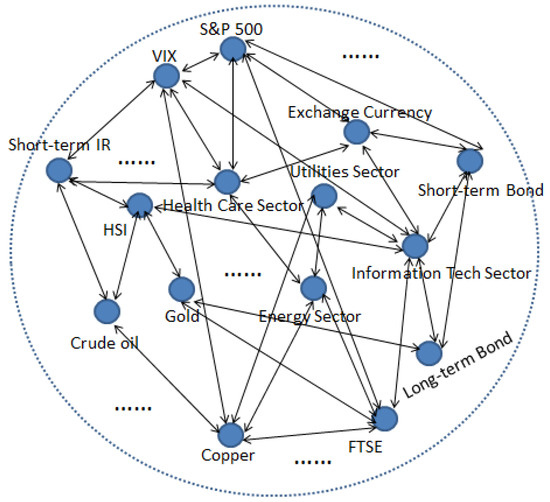 S&P 500
......
VIX
Exchange Currency
Short-term IR
......
Utilities Sector
Short-term Bond
Health Care Sector
HSI
Information Tech Sector
......
Gold
Energy Sector
Crude oil
Long-term Bond
......
Copper
FTSE
......